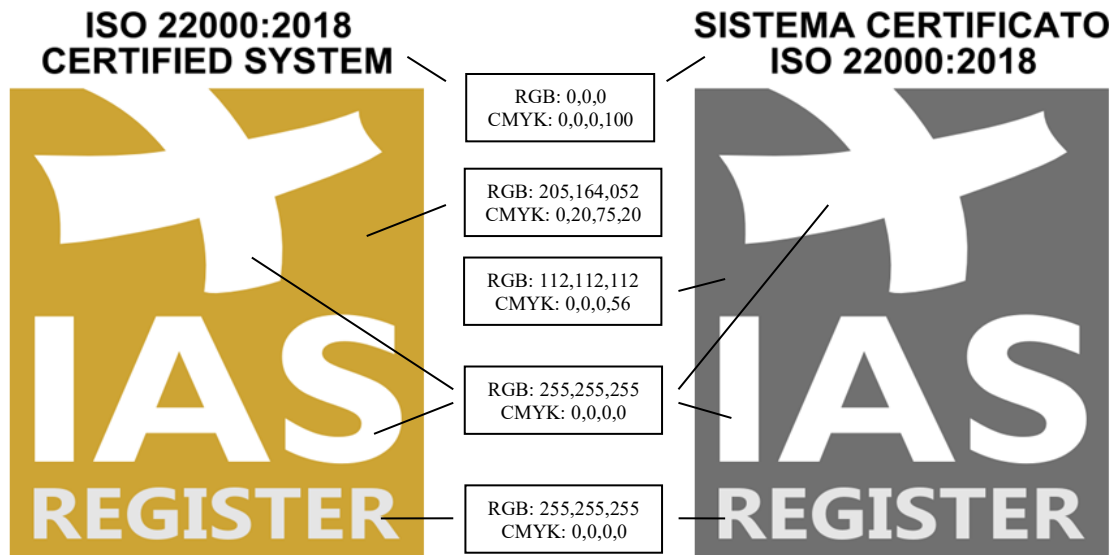 ISO 22000:2018
CERTIFIED SYSTEM
SISTEMA CERTIFICATO
ISO 22000:2018
RGB: 0,0,0
CMYK: 0,0,0,100
RGB: 205,164,052
CMYK: 0,20,75,20
RGB: 112,112,112
CMYK: 0,0,0,56
RGB: 255,255,255
CMYK: 0,0,0,0
RGB: 255,255,255
CMYK: 0,0,0,0
IAS
REGISTER
IAS
REGISTER